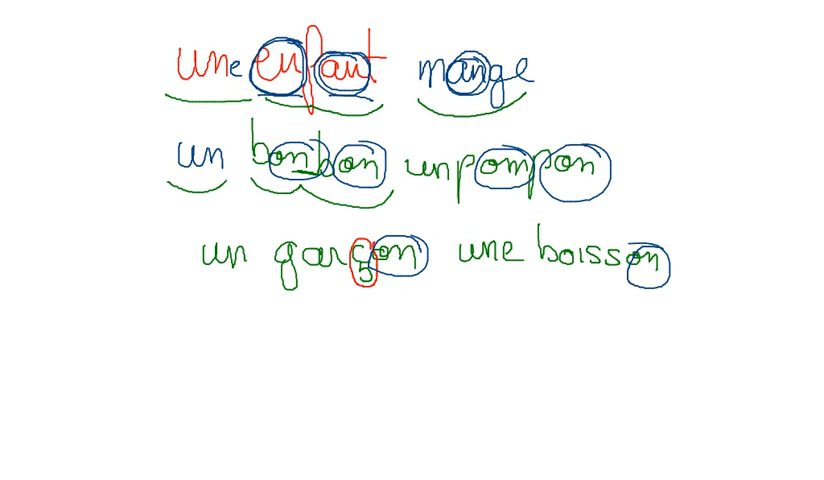 une enfant mange
un bonbon un pompon
un garçon une boisson